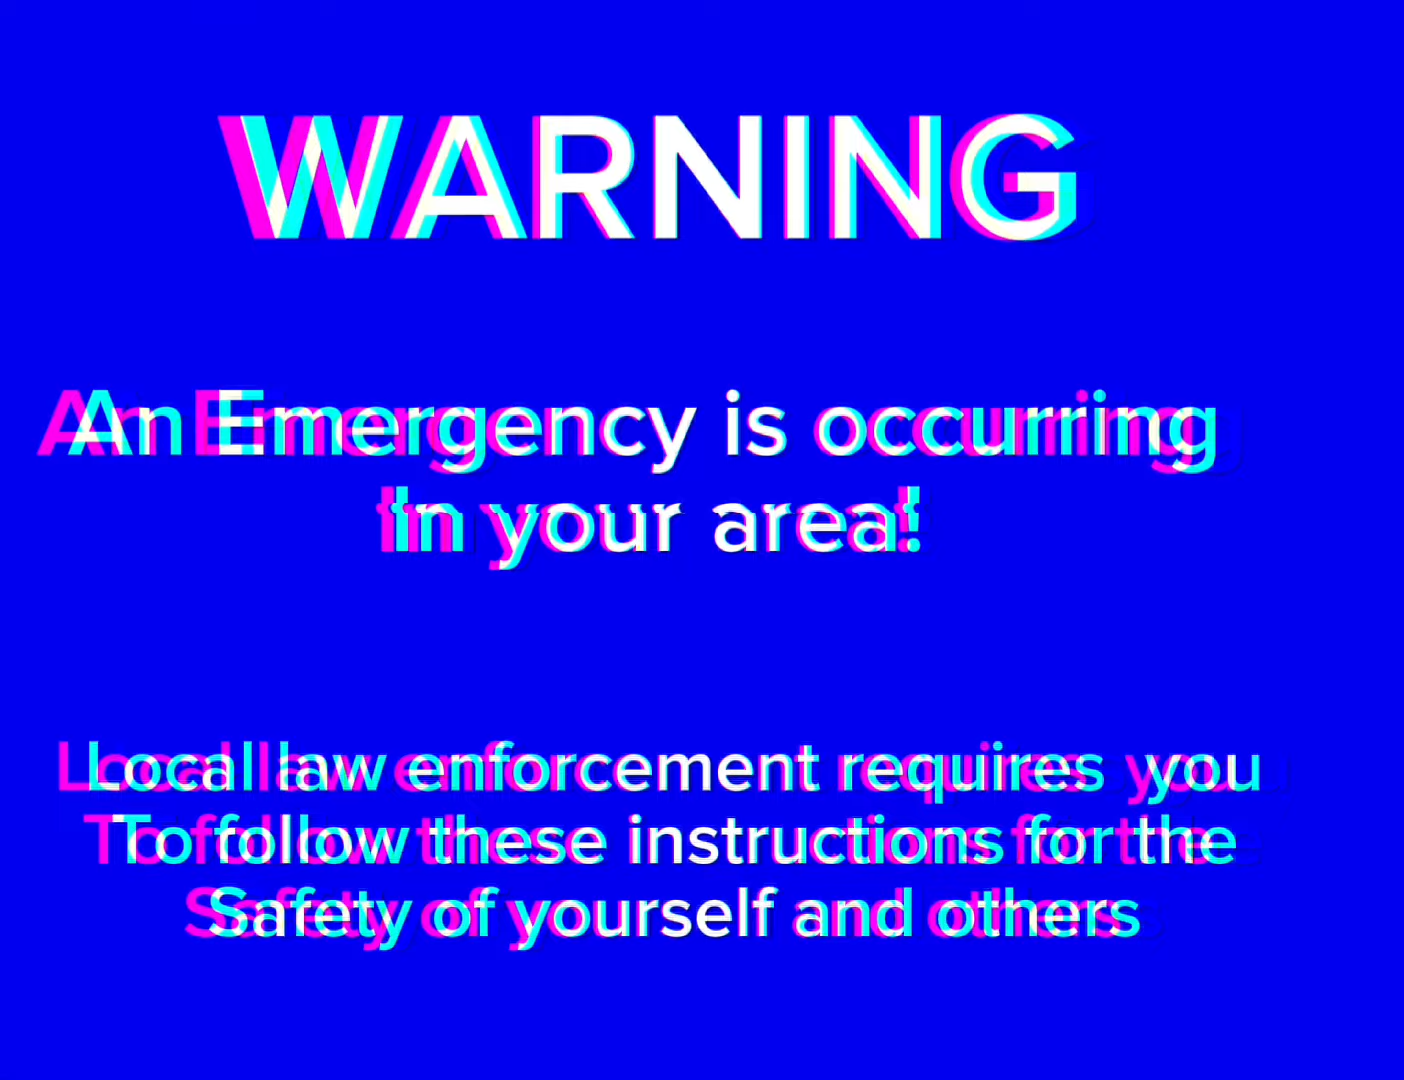 WARNING
An Emergency is occurring
In your area!
Local law enforcement requires you
To follow these instructions for the
Safety of yourself and others